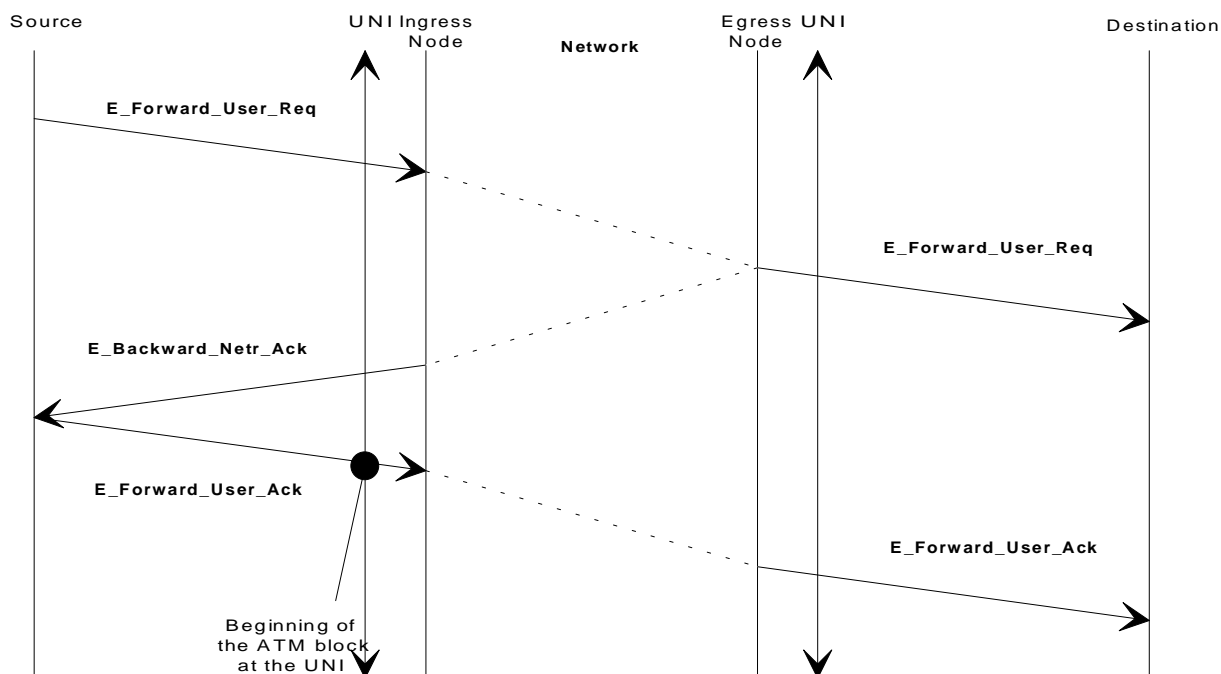 Source
UNI Ingress
Node
Network
Egress UNI
Node
Destination
E_Forward_User_Req
E_Forward_User_Req
E_Backward_Netr_Ack
E_Forward_User_Ack
E_Forward_User_Ack
Beginning of
the ATM block
at the UNI